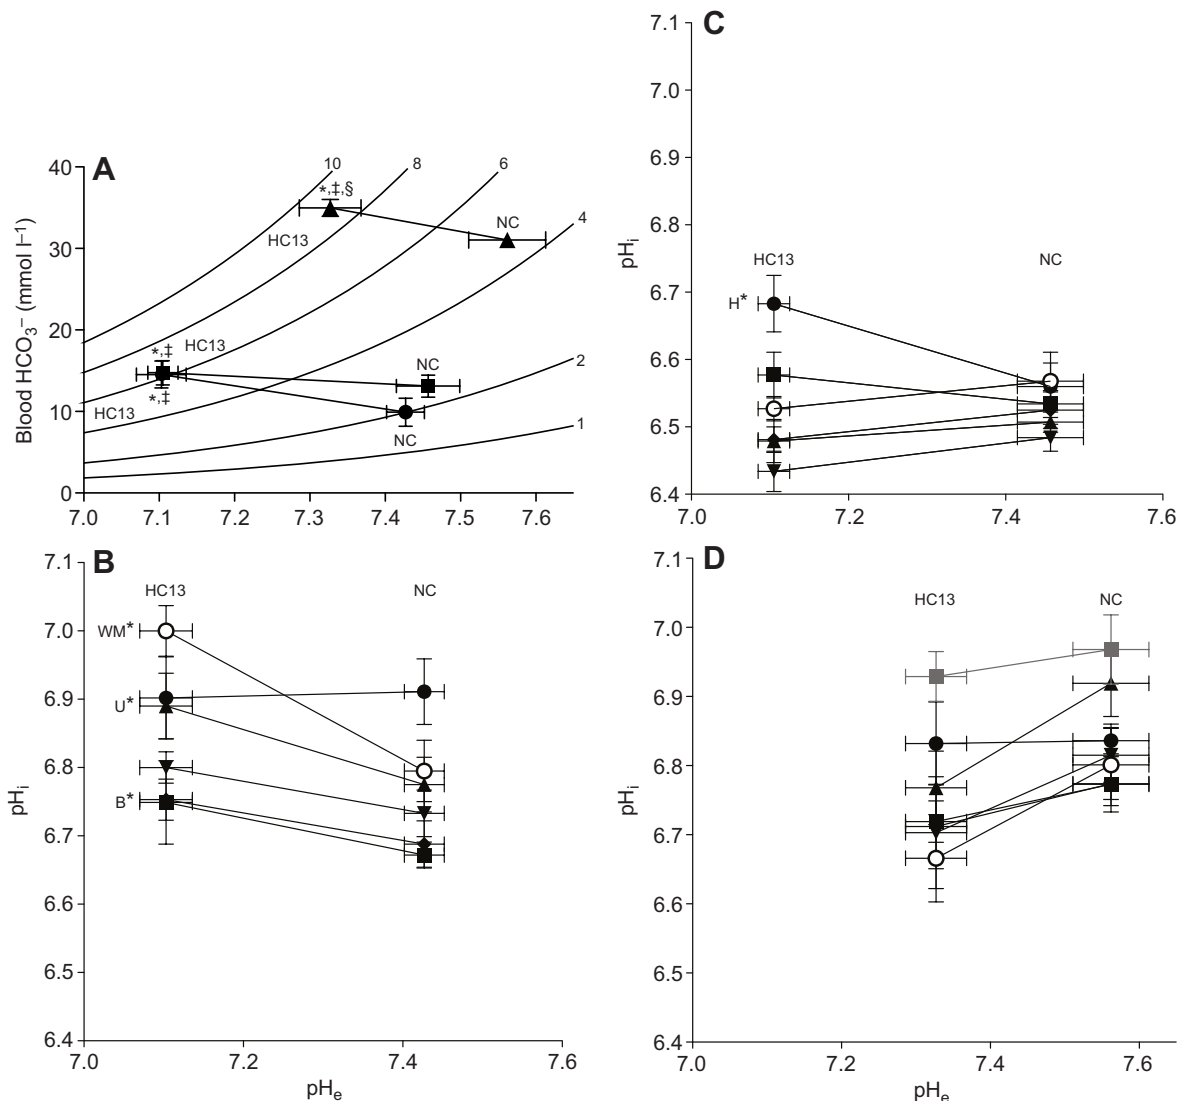 A
Blood HCO3− (mmol l−1)
40
30
20
10
0
7.0
7.1
7.2
7.3
7.4
7.5
7.6
10
8
6
4
2
1
*,‡,§
HC13
NC
*,‡
HC13
NC
HC13
*,‡
NC
B
pHi
7.1
7.0
6.9
6.8
6.7
6.6
6.5
6.4
HC13
NC
WM*
U*
B*
7.0
7.2
7.4
7.6
pHe
C
pHi
7.1
7.0
6.9
6.8
6.7
6.6
6.5
6.4
HC13
NC
H*
7.0
7.2
7.4
7.6
D
pHi
7.1
7.0
6.9
6.8
6.7
6.6
6.5
6.4
HC13
NC
7.0
7.2
7.4
7.6
pHe